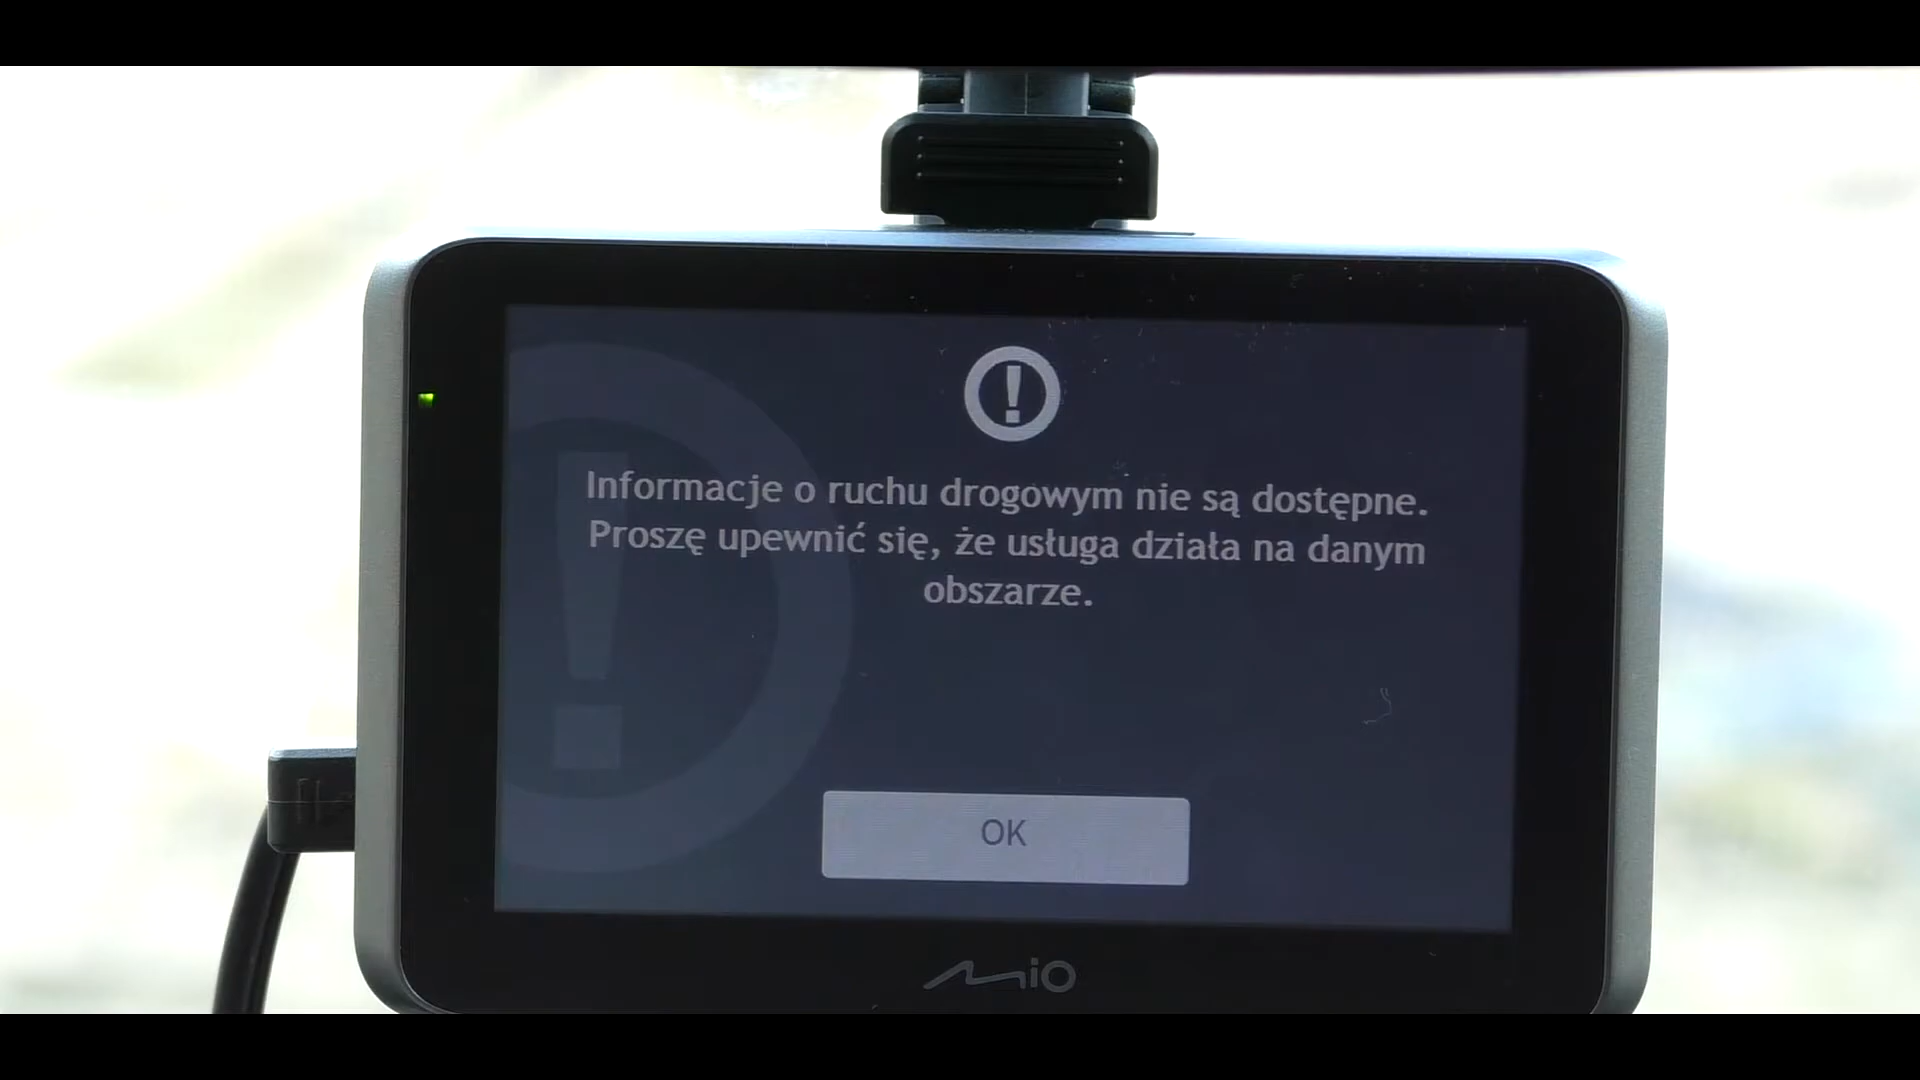 Informacje o ruchu drogowym nie są dostępne.
Proszę upewnić się, że usługa działa na danym
obszarze.
OK
Mio